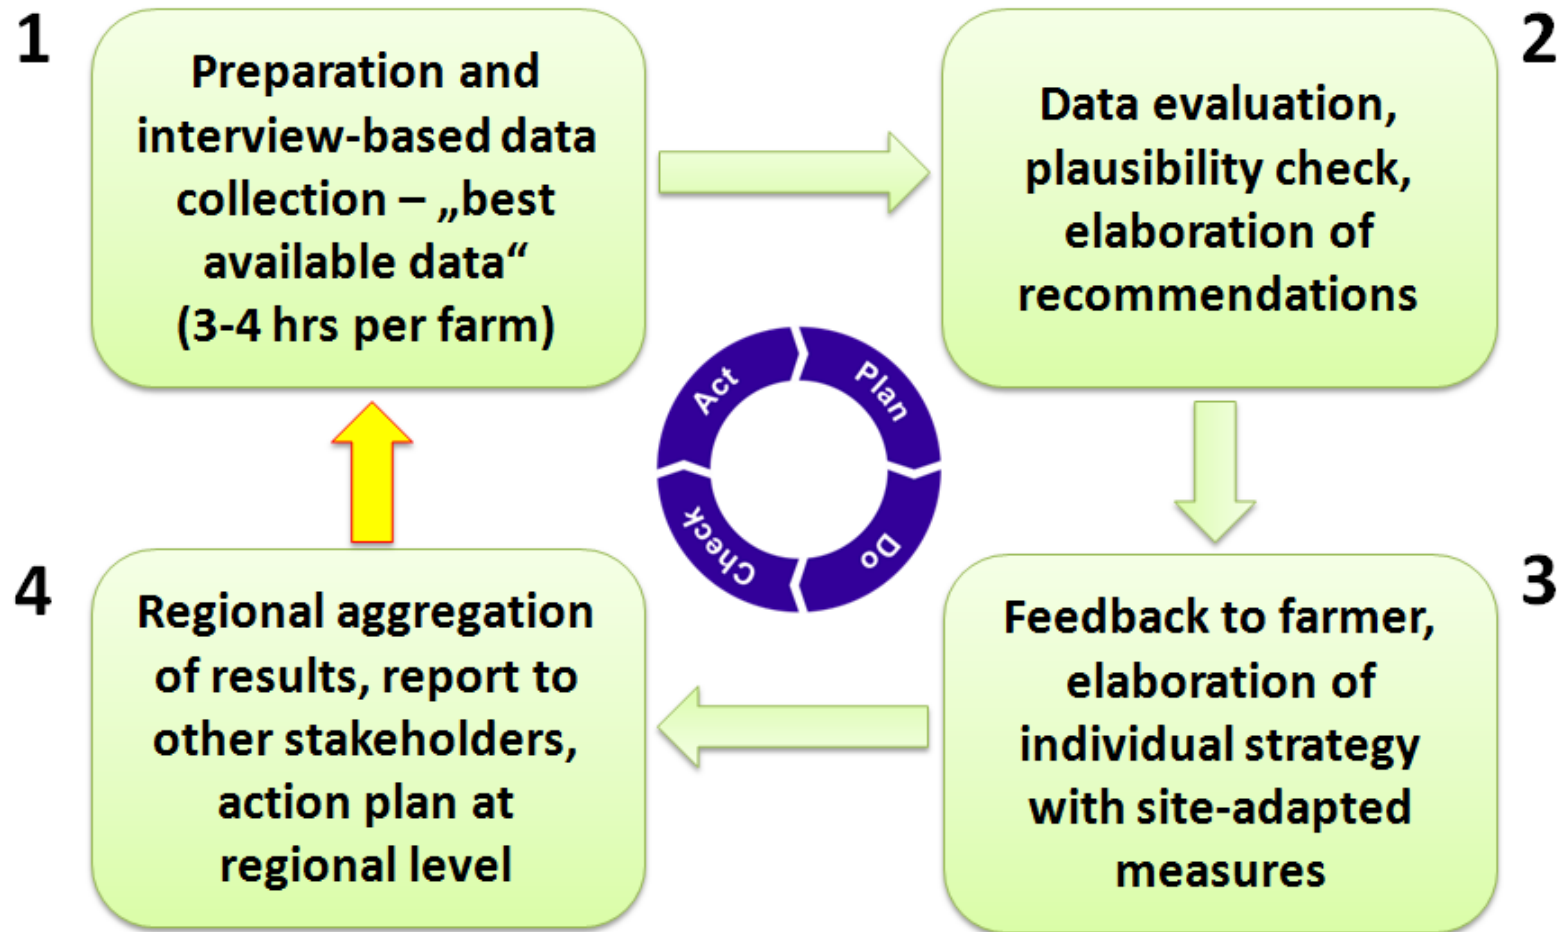 1
Preparation and
interview-based data
collection – „best
available data“
(3-4 hrs per farm)
2
Data evaluation,
plausibility check,
elaboration of
recommendations
Act
Plan
Check
Do
4
Regional aggregation
of results, report to
other stakeholders,
action plan at
regional level
3
Feedback to farmer,
elaboration of
individual strategy
with site-adapted
measures